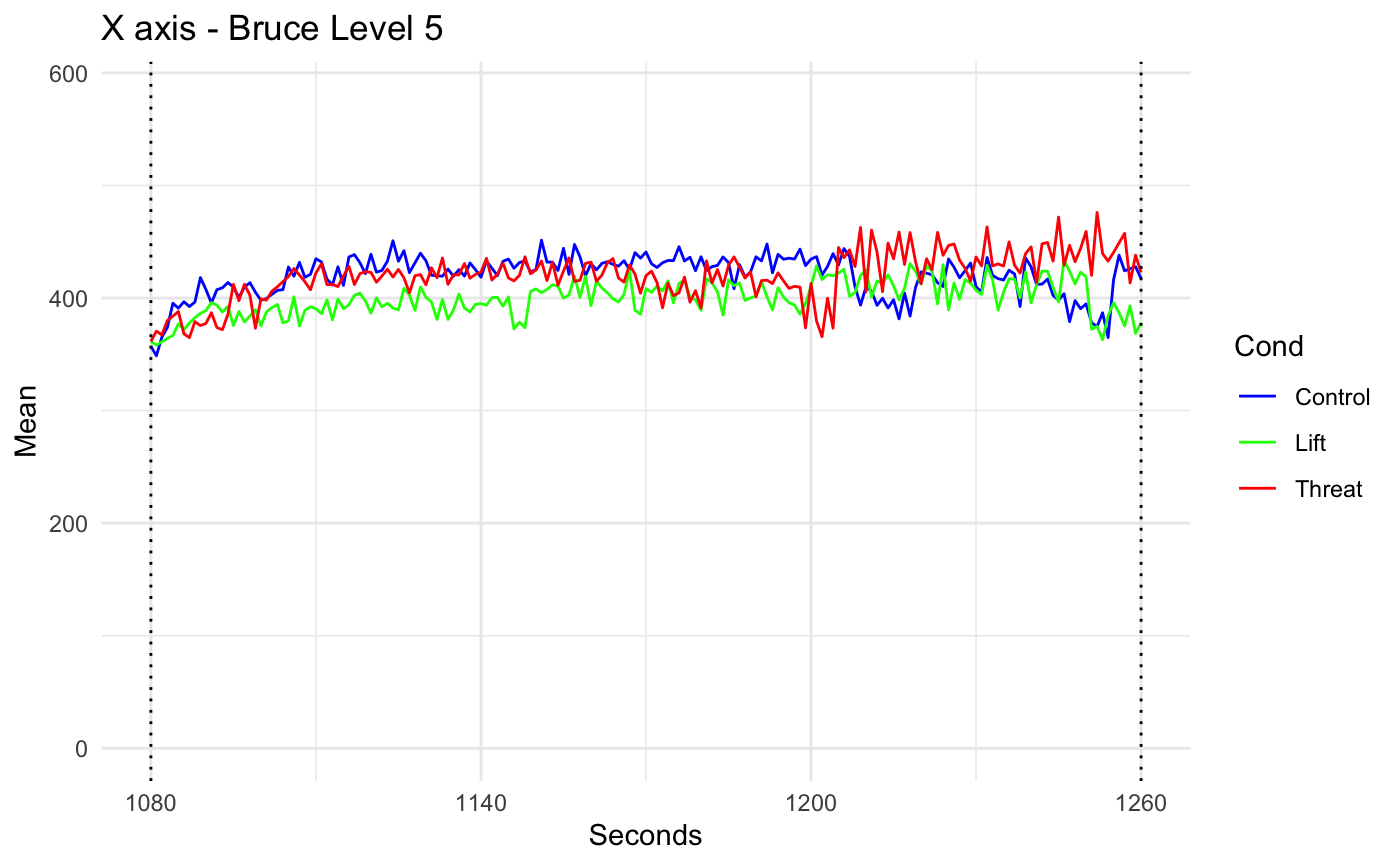 X axis - Bruce Level 5
600
400
200
0
Mean
1080
1140
1200
1260
Seconds
Cond
Control
Lift
Threat